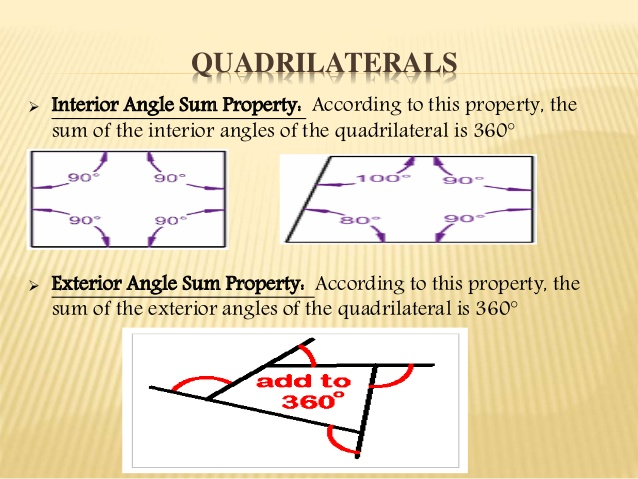 QUADRILATERALS
➢ Interior Angle Sum Property: According to this property, the
sum of the interior angles of the quadrilateral is 360°
90° 90°
90° 90°
100° 90°
80° 90°
➢ Exterior Angle Sum Property: According to this property, the
sum of the exterior angles of the quadrilateral is 360°
add to
360°